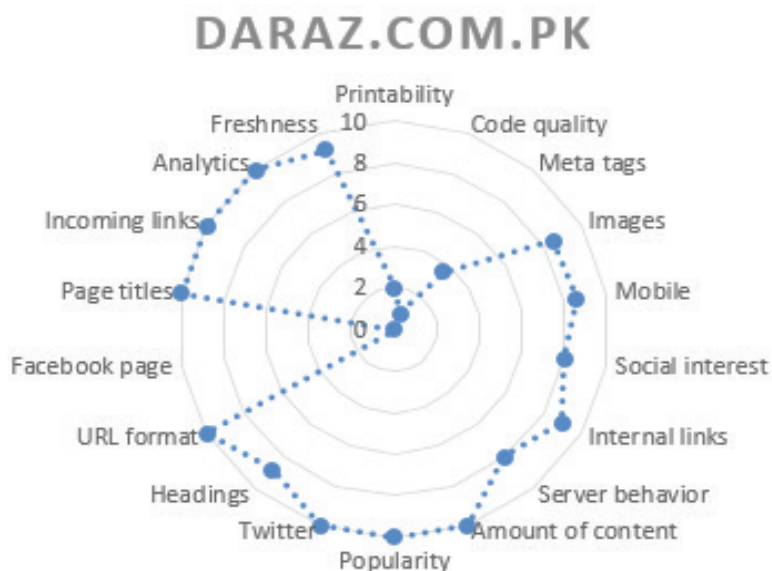 DARAZ.COM.PK
Printability
Freshness 10 Code quality
Analytics 8 Meta tags
Incoming links 6 Images
4
Page titles 2 Mobile
0
Facebook page Social interest
URL format Internal links
Headings Server behavior
Twitter Amount of content
Popularity